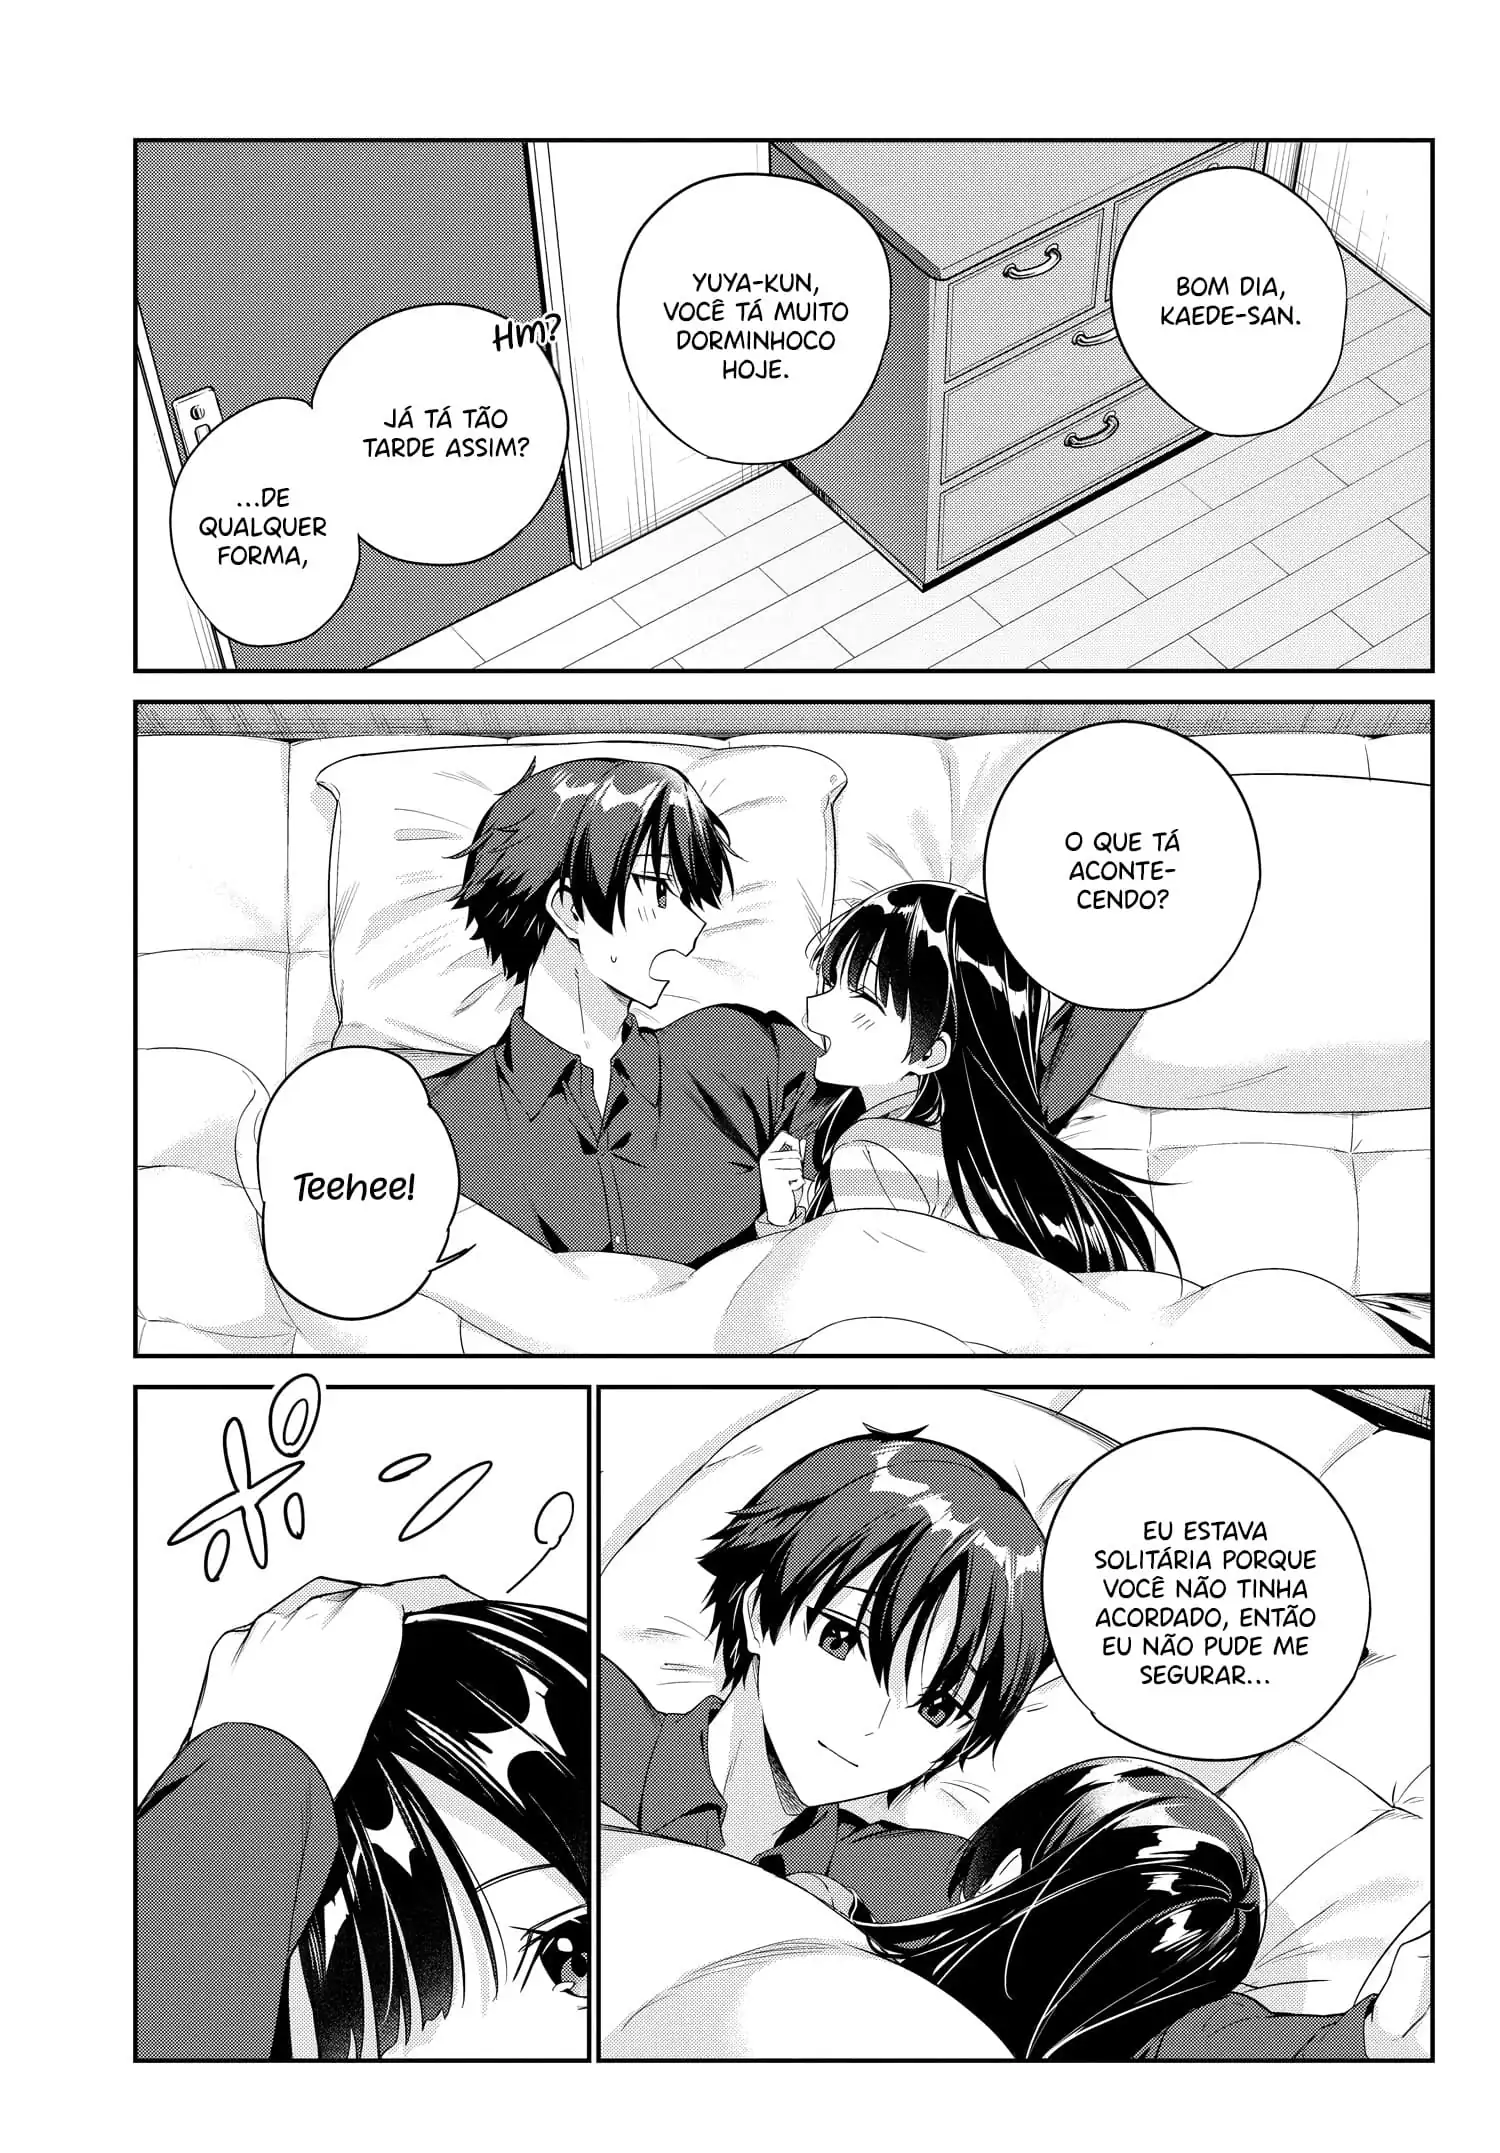 BOM DIA,
KAEDE-SAN.
YUYA-KUN,
VOCÊ TÁ MUITO
DORMINHOCO
HOJE.
HM?
JÁ TÁ TÃO
TARDE ASSIM?
...DE
QUALQUER
FORMA,
O QUE TÁ
ACONTE-
CENDO?
TEEHEE!
EU ESTAVA
SOLITÁRIA PORQUE
VOCÊ NÃO TINHA
ACORDADO, ENTÃO
EU NÃO PUDE ME
SEGURAR...
ポン